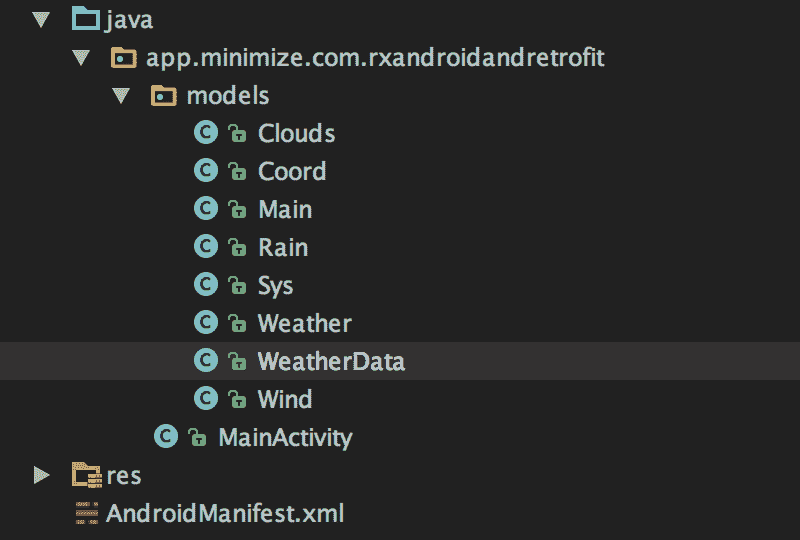 java
app.minimize.com.rxandroidandretrofit
models
C Clouds
C Coord
C Main
C Rain
C Sys
C Weather
C WeatherData
C Wind
C MainActivity
res
AndroidManifest.xml